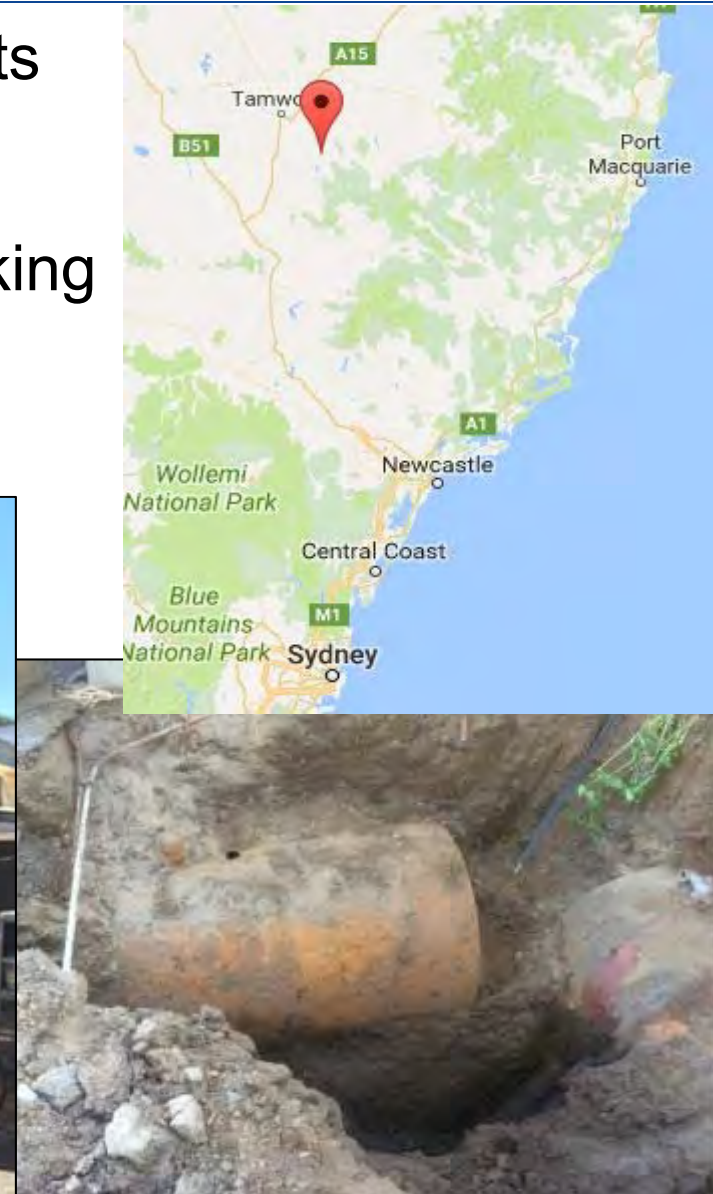 ts
A15
Tamwo
B51
Port
Macquarie
king
A1
Newcastle
Wollemi
National Park
Central Coast
Blue
Mountains
National Park
M1
Sydney